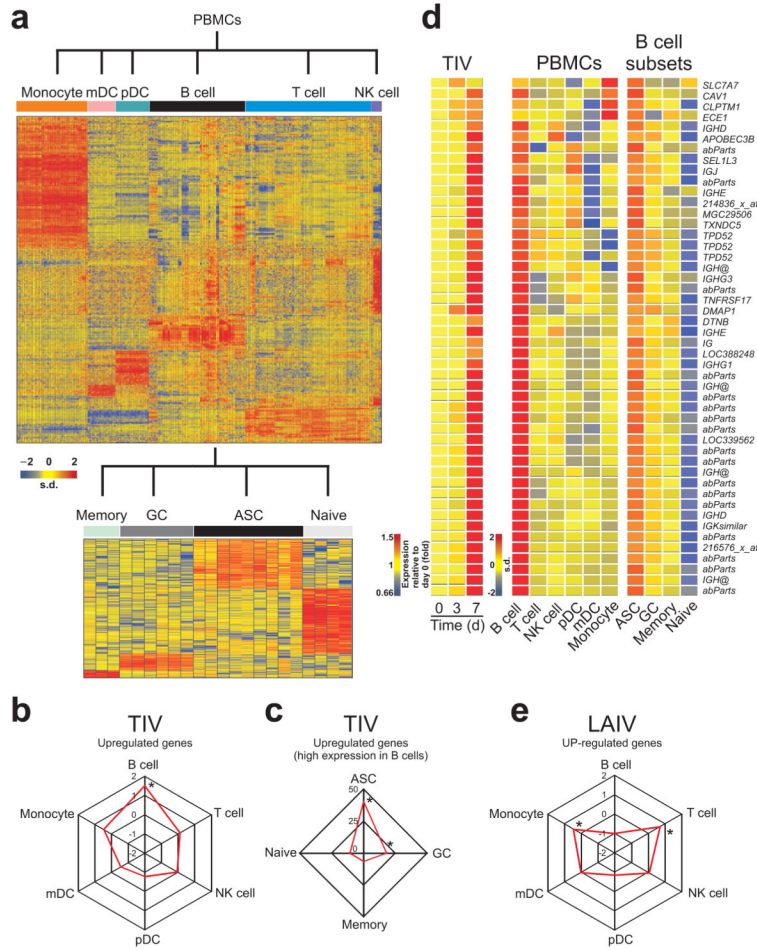 a
PBMCs
Monocyte mDC pDC B cell T cell NK cell
−2 0 2
s.d.
Memory GC ASC Naive
d
TIV
PBMCs
B cell
subsets
SLC7A7
CAV1
CLPTM1
ECE1
IGHD
APOBEC3B
abParts
SEL1L3
IGJ
abParts
IGHE
214836_x_at
MGC29506
TXNDC5
TPD52
TPD52
TPD52
IGH@
IGHG3
abParts
TNFRSF17
DMAP1
DTNB
IGHE
IG
LOC388248
IGHG1
abParts
IGH@
abParts
abParts
abParts
abParts
LOC339562
abParts
abParts
IGH@
abParts
abParts
abParts
IGHD
IGKsimilar
abParts
216576_x_at
abParts
abParts
IGH@
abParts
1.5
1
0.66
Expression
relative to
day 0 (fold)
2
0
-2
s.d.
0 3 7
Time (d)
B cell
T cell
NK cell
pDC
mDC
Monocyte
ASC
GC
Memory
Naive
b
TIV
Upregulated genes
B cell
2
1
0
-1
-2
*
T cell
NK cell
pDC
mDC
Monocyte
c
TIV
Upregulated genes
(high expression in B cells)
ASC
50
25
0
*
*
GC
Memory
Naive
e
LAIV
UP-regulated genes
B cell
2
1
0
-1
-2
*
*
T cell
NK cell
pDC
mDC
Monocyte